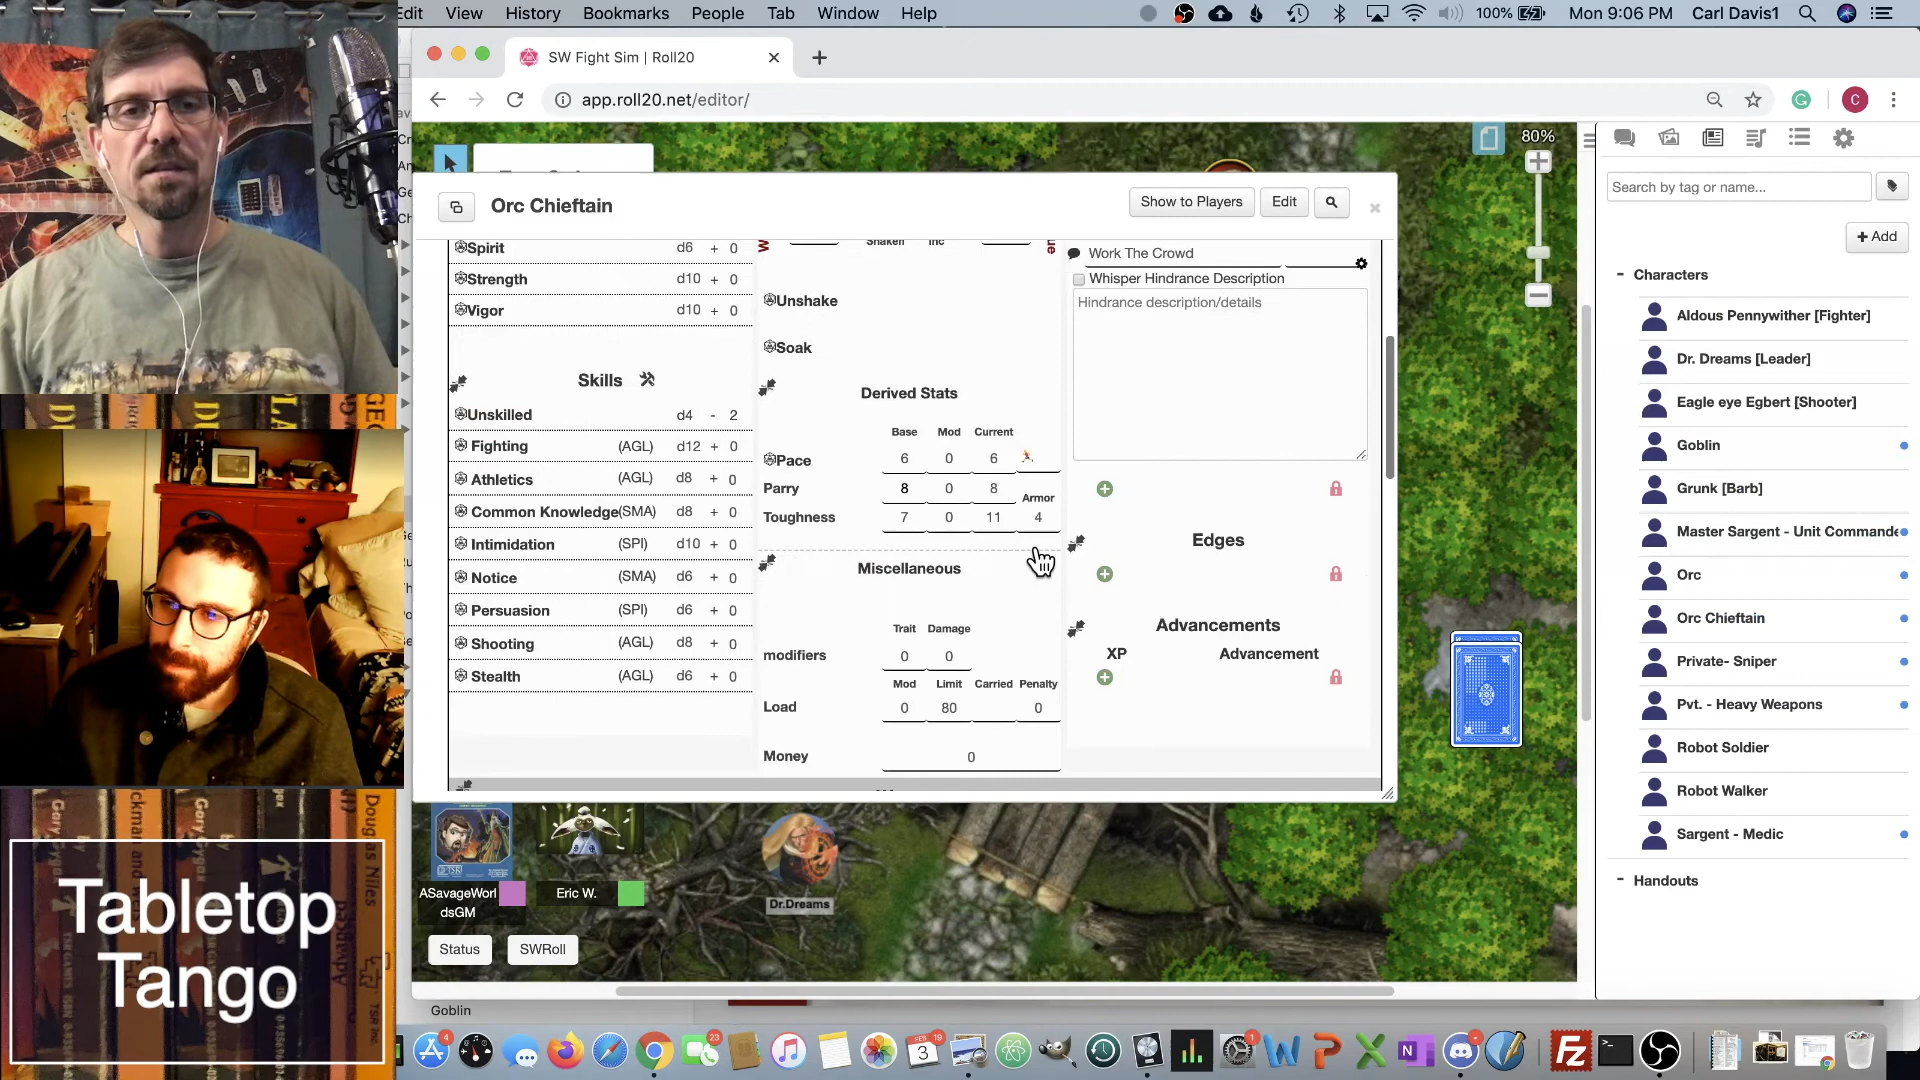 Edit View History Bookmarks People Tab Window Help
100% Mon 9:06 PM Carl Davis1
SW Fight Sim | Roll20
app.roll20.net/editor/
80%
Orc Chieftain
Show to Players Edit
Search by tag or name...
+ Add
Characters
Aldous Pennywither [Fighter]
Dr. Dreams [Leader]
Eagle eye Egbert [Shooter]
Goblin
Grunk [Barb]
Master Sargent - Unit Commande
Orc
Orc Chieftain
Private- Sniper
Pvt. - Heavy Weapons
Robot Soldier
Robot Walker
Sargent - Medic
Handouts
Spirit d6 + 0
Strength d10 + 0
Vigor d10 + 0
Skills
Unskilled d4 - 2
Fighting (AGL) d12 + 0
Athletics (AGL) d8 + 0
Common Knowledge(SMA) d8 + 0
Intimidation (SPI) d10 + 0
Notice (SMA) d6 + 0
Persuasion (SPI) d6 + 0
Shooting (AGL) d8 + 0
Stealth (AGL) d6 + 0
Shaken Inc
Unshake
Soak
Derived Stats
Base Mod Current
Pace 6 0 6
Parry 8 0 8
Armor
Toughness 7 0 11 4
Miscellaneous
Trait Damage
modifiers 0 0
Mod Limit Carried Penalty
Load 0 80 0
Money 0
Work The Crowd
Whisper Hindrance Description
Hindrance description/details
Edges
Advancements
XP Advancement
ASavageWorl
dsGM
Eric W.
Dr.Dreams
Status SWRoll
Goblin
Tabletop
Tango
Douglas Niles